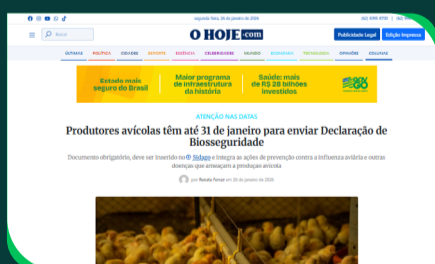 segunda-feira, 26 de janeiro de 2026
Buscar
O HOJE.com
Publicidade Legal
Edição Impressa
ÚLTIMAS POLÍTICA CIDADES ESPORTE ESSÊNCIA CELEBRIDADES MUNDO ECONOMIA TECNOLOGIA OPINIÕES COLUNAS
Estado mais
seguro do Brasil
Maior programa
de infraestrutura
da história
Saúde: mais
de R$ 28 bilhões
investidos
ATENÇÃO NAS DATAS
Produtores avícolas têm até 31 de janeiro para enviar Declaração de
Biosseguridade
Documento obrigatório, deve ser inserido no Sidago e integra as ações de prevenção contra a influenza aviária e outras
doenças que ameaçam a produção avícola
por Renata Ferraz em 26 de janeiro de 2026